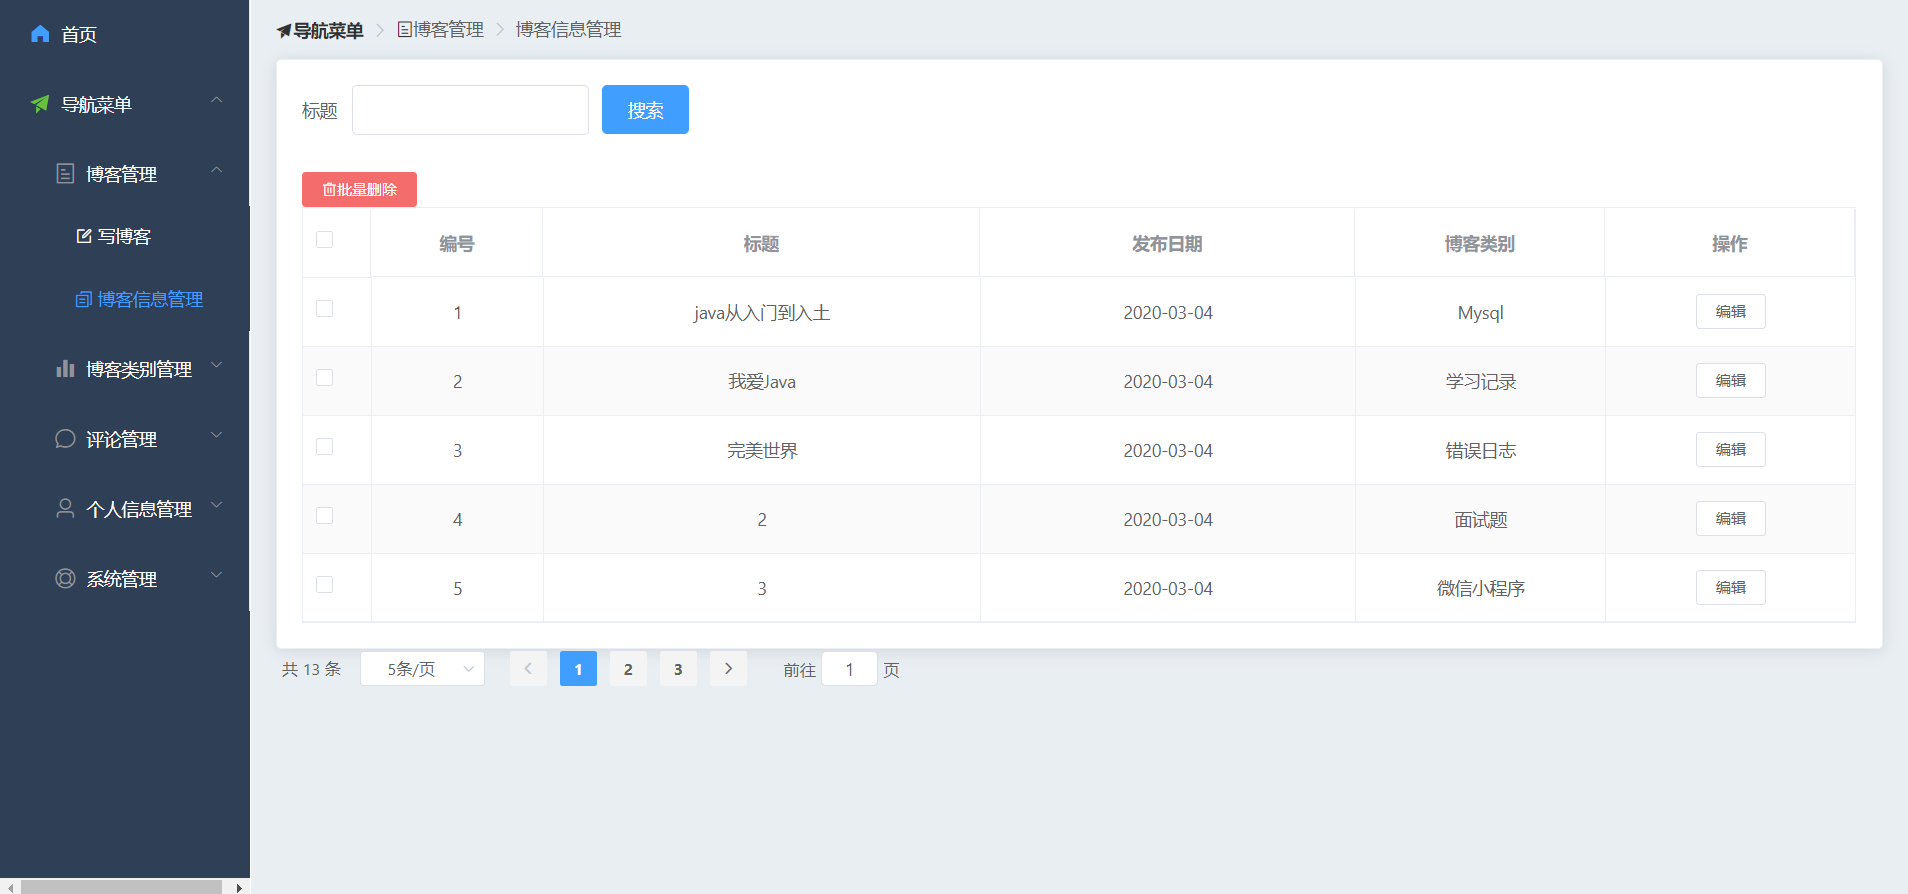 首页
导航菜单
博客管理
写博客
博客信息管理
博客类别管理
评论管理
个人信息管理
系统管理
导航菜单 博客管理 博客信息管理
标题 搜索
批量删除
编号 标题 发布日期 博客类别 操作
1 java从入门到入土 2020-03-04 Mysql 编辑
2 我爱Java 2020-03-04 学习记录 编辑
3 完美世界 2020-03-04 错误日志 编辑
4 2 2020-03-04 面试题 编辑
5 3 2020-03-04 微信小程序 编辑
共 13 条 5条/页 1 2 3 前往 1 页